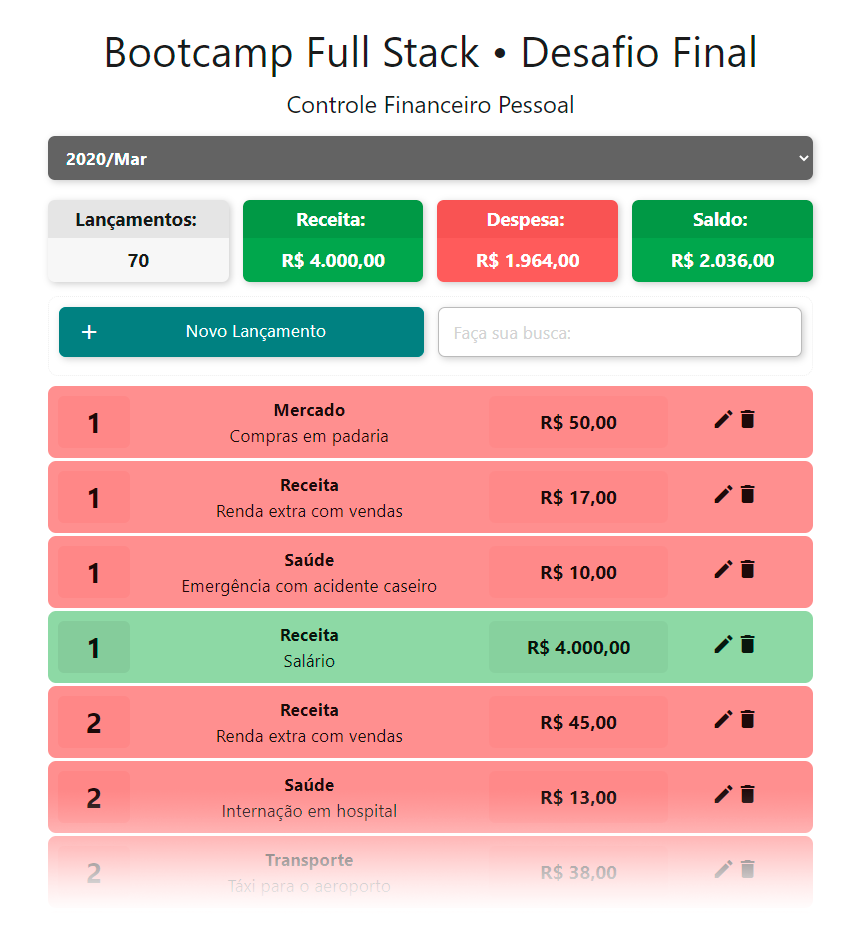 Bootcamp Full Stack • Desafio Final
Controle Financeiro Pessoal
2020/Mar
Lançamentos:
70
Receita:
R$ 4.000,00
Despesa:
R$ 1.964,00
Saldo:
R$ 2.036,00
+ Novo Lançamento
Faça sua busca:
1
Mercado
Compras em padaria
R$ 50,00
1
Receita
Renda extra com vendas
R$ 17,00
1
Saúde
Emergência com acidente caseiro
R$ 10,00
1
Receita
Salário
R$ 4.000,00
2
Receita
Renda extra com vendas
R$ 45,00
2
Saúde
Internação em hospital
R$ 13,00
2
Transporte
Táxi para o aeroporto
R$ 38,00